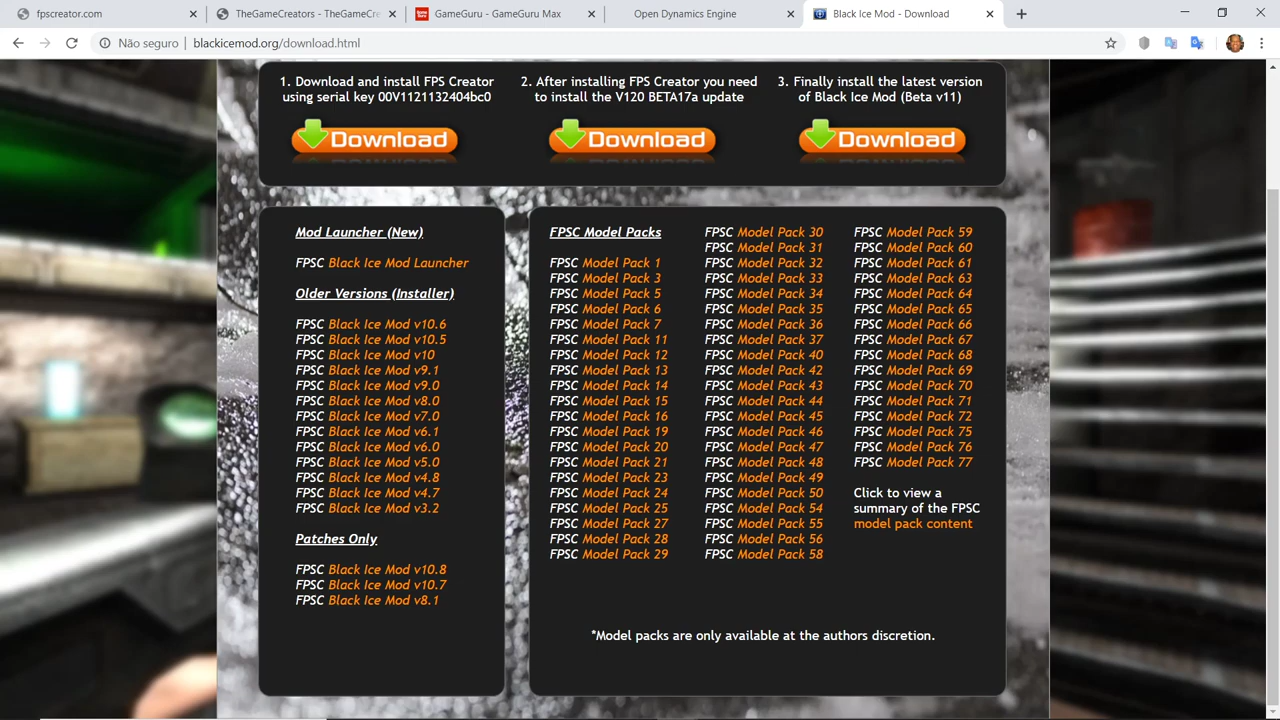 fpscreator.com
TheGameCreators - TheGameCre
GameGuru - GameGuru Max
Open Dynamics Engine
Black Ice Mod - Download
Não seguro
blackicemod.org/download.html
1. Download and install FPS Creator
using serial key 00V1121132404bc0
Download
2. After installing FPS Creator you need
to install the V120 BETA17a update
Download
3. Finally install the latest version
of Black Ice Mod (Beta v11)
Download
Mod Launcher (New)
FPSC Black Ice Mod Launcher
Older Versions (Installer)
FPSC Black Ice Mod v10.6
FPSC Black Ice Mod v10.5
FPSC Black Ice Mod v10
FPSC Black Ice Mod v9.1
FPSC Black Ice Mod v9.0
FPSC Black Ice Mod v8.0
FPSC Black Ice Mod v7.0
FPSC Black Ice Mod v6.1
FPSC Black Ice Mod v6.0
FPSC Black Ice Mod v5.0
FPSC Black Ice Mod v4.8
FPSC Black Ice Mod v4.7
FPSC Black Ice Mod v3.2
Patches Only
FPSC Black Ice Mod v10.8
FPSC Black Ice Mod v10.7
FPSC Black Ice Mod v8.1
FPSC Model Packs
FPSC Model Pack 1
FPSC Model Pack 3
FPSC Model Pack 5
FPSC Model Pack 6
FPSC Model Pack 7
FPSC Model Pack 11
FPSC Model Pack 12
FPSC Model Pack 13
FPSC Model Pack 14
FPSC Model Pack 15
FPSC Model Pack 16
FPSC Model Pack 19
FPSC Model Pack 20
FPSC Model Pack 21
FPSC Model Pack 23
FPSC Model Pack 24
FPSC Model Pack 25
FPSC Model Pack 27
FPSC Model Pack 28
FPSC Model Pack 29
FPSC Model Pack 30
FPSC Model Pack 31
FPSC Model Pack 32
FPSC Model Pack 33
FPSC Model Pack 34
FPSC Model Pack 35
FPSC Model Pack 36
FPSC Model Pack 37
FPSC Model Pack 40
FPSC Model Pack 42
FPSC Model Pack 43
FPSC Model Pack 44
FPSC Model Pack 45
FPSC Model Pack 46
FPSC Model Pack 47
FPSC Model Pack 48
FPSC Model Pack 49
FPSC Model Pack 50
FPSC Model Pack 54
FPSC Model Pack 55
FPSC Model Pack 56
FPSC Model Pack 58
FPSC Model Pack 59
FPSC Model Pack 60
FPSC Model Pack 61
FPSC Model Pack 63
FPSC Model Pack 64
FPSC Model Pack 65
FPSC Model Pack 66
FPSC Model Pack 67
FPSC Model Pack 68
FPSC Model Pack 69
FPSC Model Pack 70
FPSC Model Pack 71
FPSC Model Pack 72
FPSC Model Pack 75
FPSC Model Pack 76
FPSC Model Pack 77
Click to view a
summary of the FPSC
model pack content
*Model packs are only available at the authors discretion.